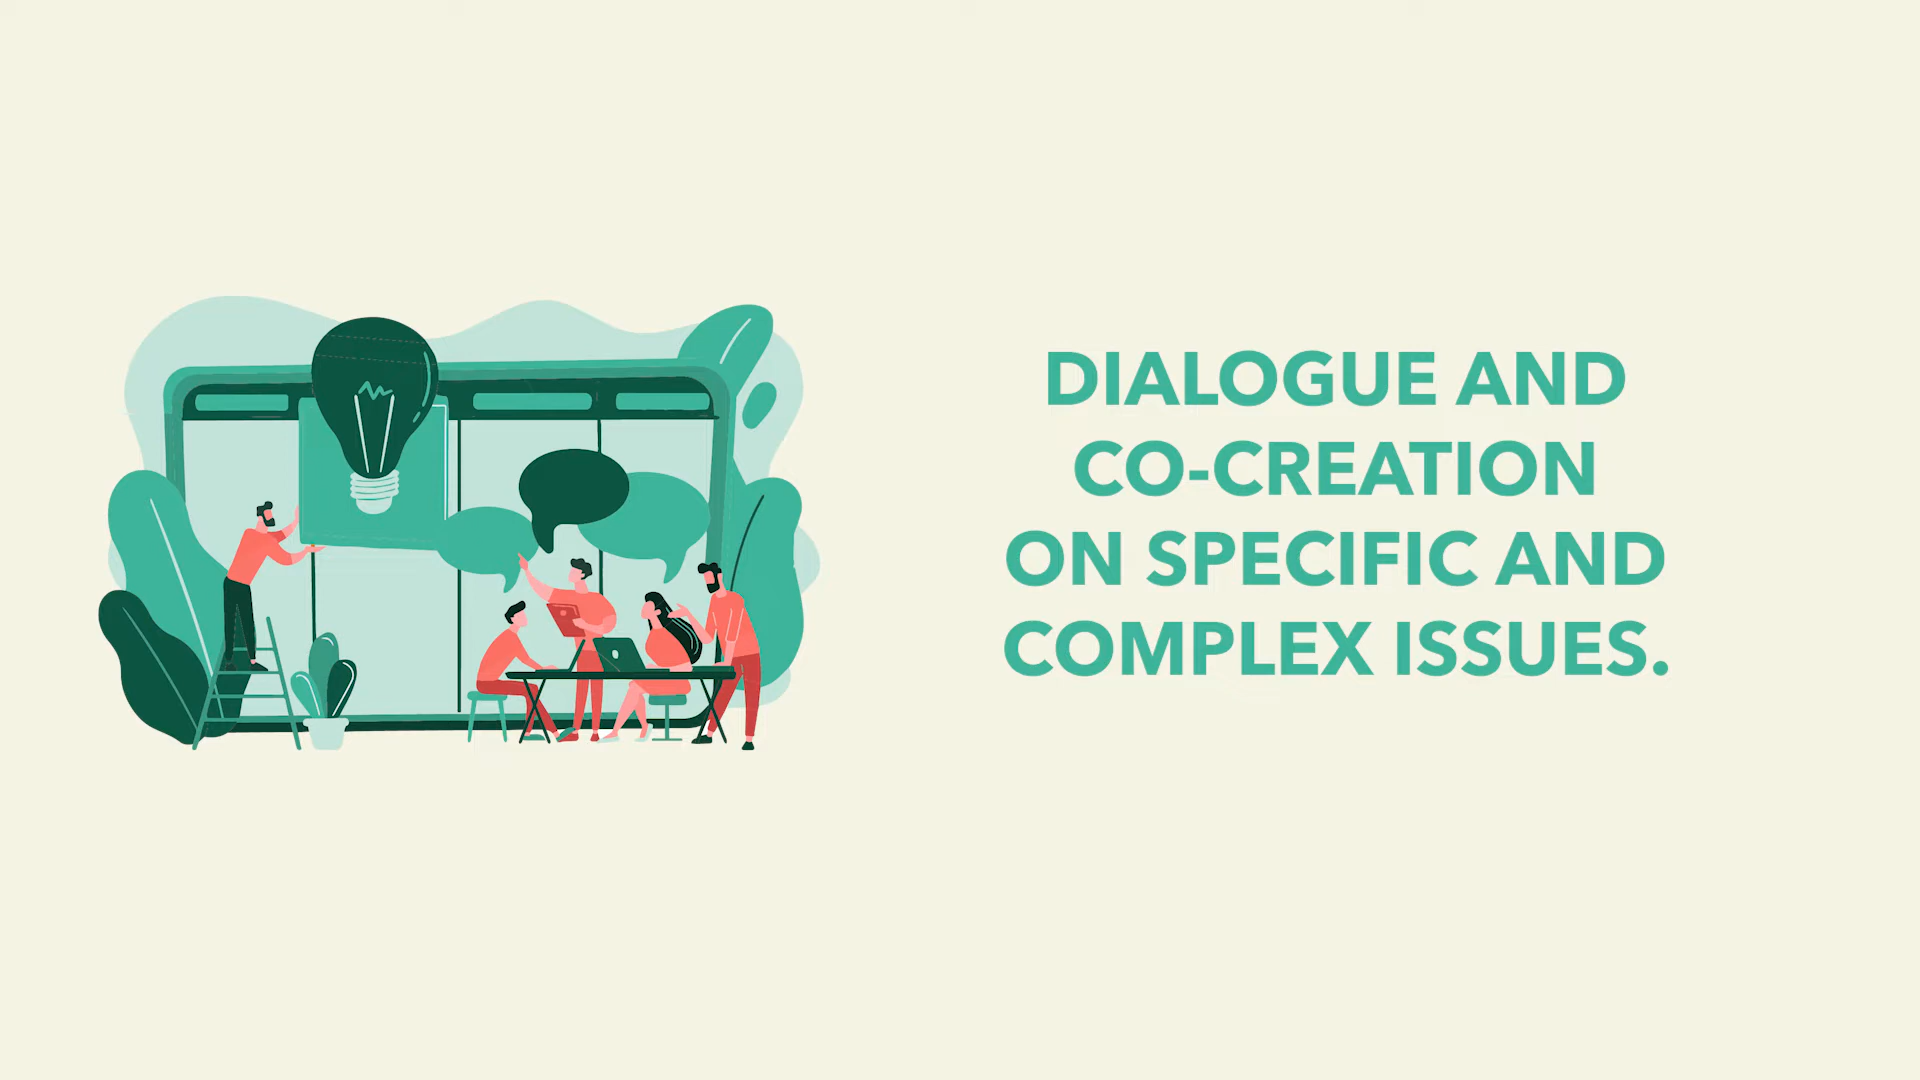 DIALOGUE AND
CO-CREATION
ON SPECIFIC AND
COMPLEX ISSUES.